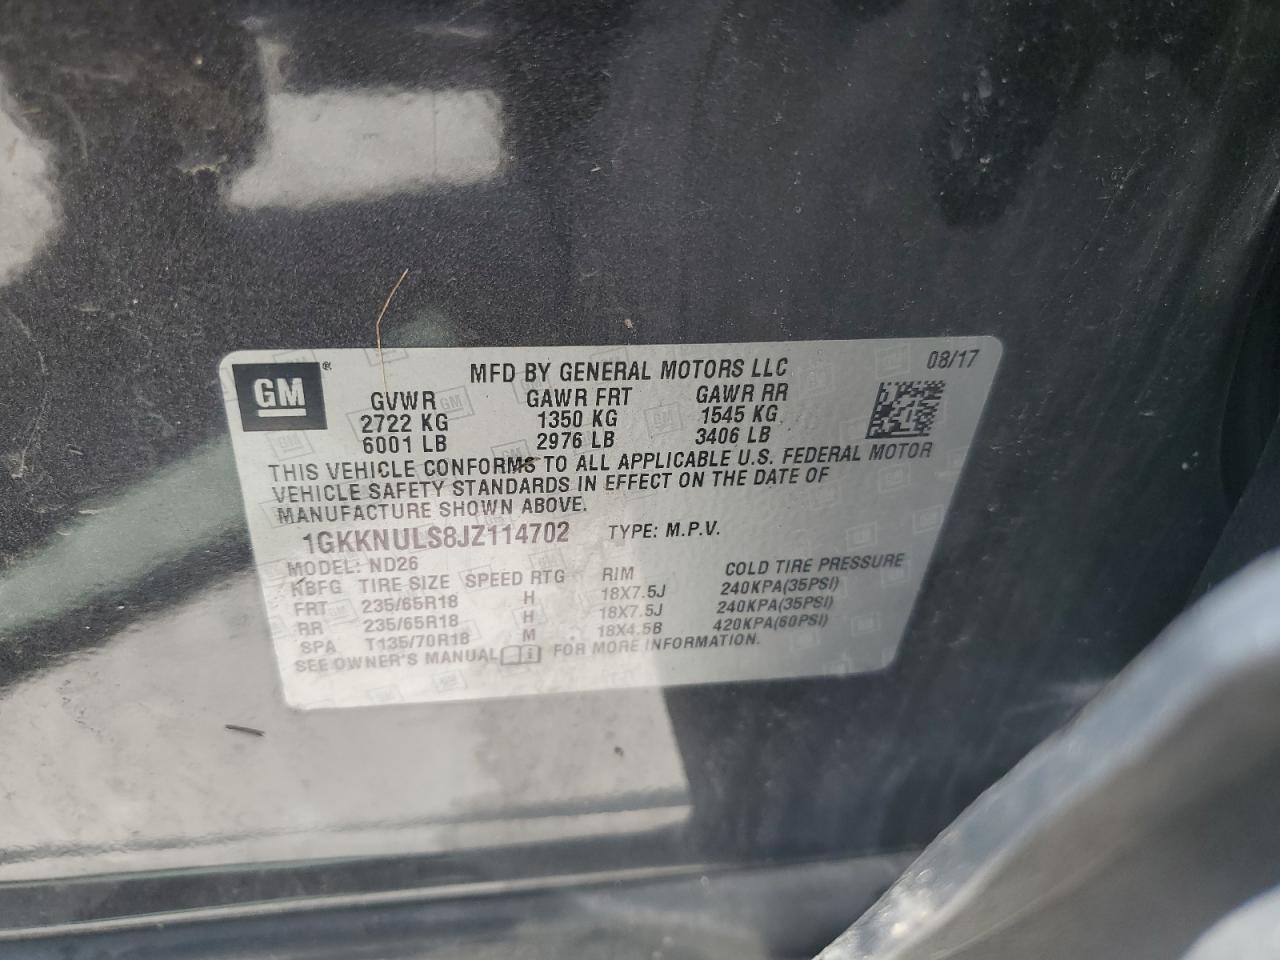 GM ®
MFD BY GENERAL MOTORS LLC
08/17
GVWR GAWR FRT GAWR RR
2722 KG 1350 KG 1545 KG
6001 LB 2976 LB 3406 LB
THIS VEHICLE CONFORMS TO ALL APPLICABLE U.S. FEDERAL MOTOR
VEHICLE SAFETY STANDARDS IN EFFECT ON THE DATE OF
MANUFACTURE SHOWN ABOVE.
1GKKNULS8JZ114702 TYPE: M.P.V.
MODEL: ND26
KBFG TIRE SIZE SPEED RTG RIM COLD TIRE PRESSURE
FRT 235/65R18 H 18X7.5J 240KPA(35PSI)
RR 235/65R18 H 18X7.5J 240KPA(35PSI)
SPA T135/70R18 M 18X4.5B 420KPA(60PSI)
SEE OWNER'S MANUAL FOR MORE INFORMATION.